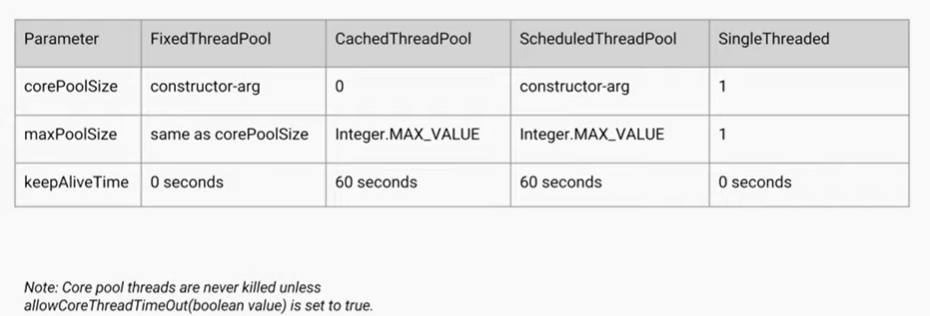 Parameter FixedThreadPool CachedThreadPool ScheduledThreadPool SingleThreaded
corePoolSize constructor-arg 0 constructor-arg 1
maxPoolSize same as corePoolSize Integer.MAX_VALUE Integer.MAX_VALUE 1
keepAliveTime 0 seconds 60 seconds 60 seconds 0 seconds
Note: Core pool threads are never killed unless
allowCoreThreadTimeOut(boolean value) is set to true.